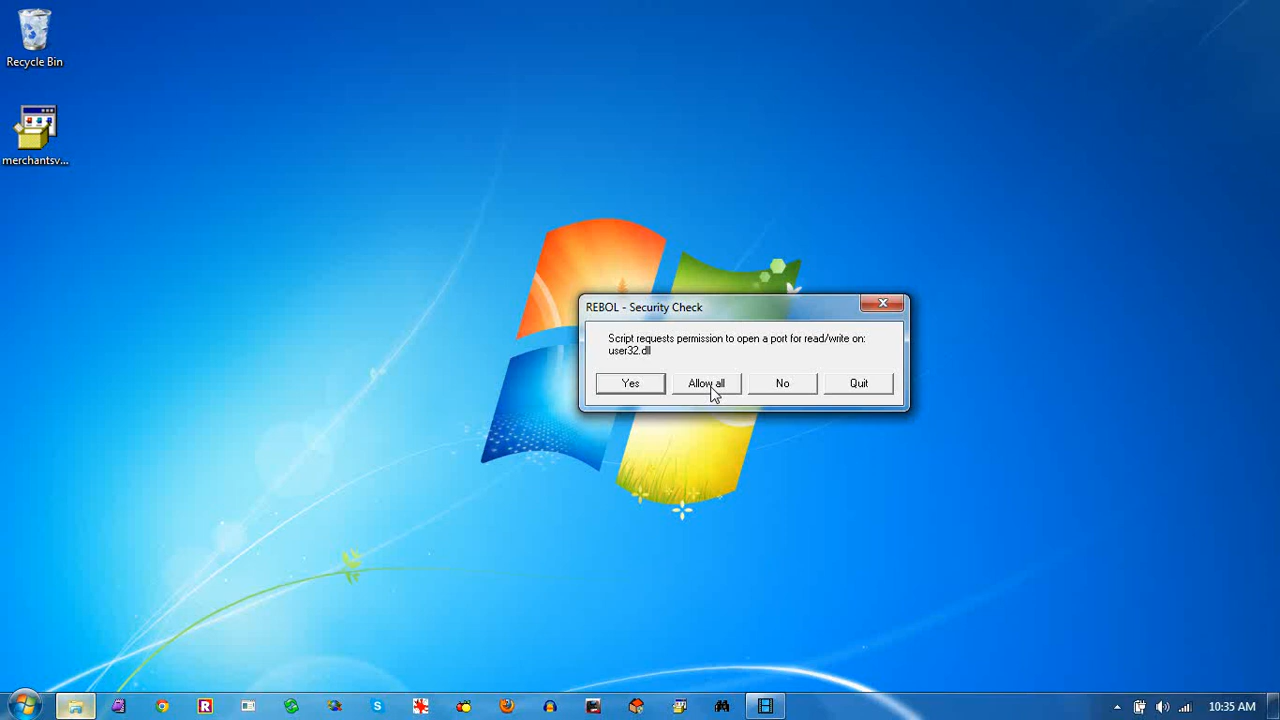 Recycle Bin
merchantsv...
REBOL - Security Check
Script requests permission to open a port for read/write on:
user32.dll
Yes
Allow all
No
Quit
R
S
10:35 AM